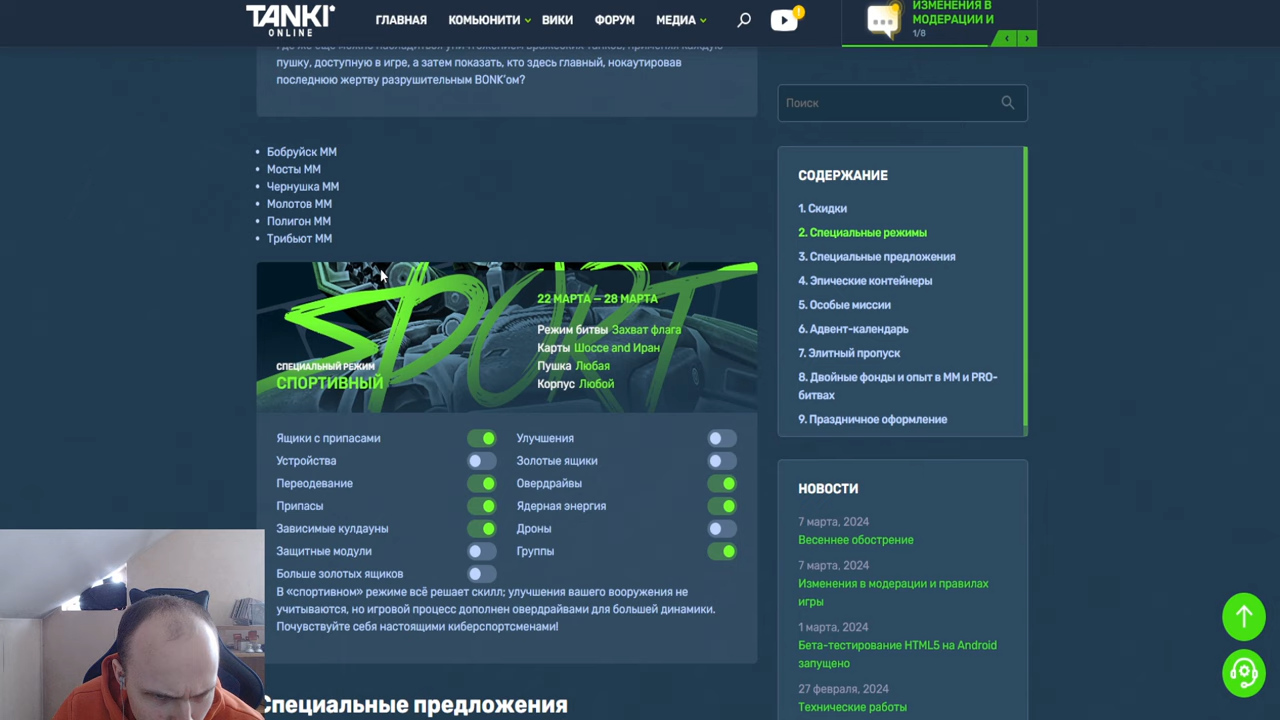 TANKI
ONLINE
ГЛАВНАЯ
КОМЬЮНИТИ
ВИКИ
ФОРУМ
МЕДИА
ИЗМЕНЕНИЯ В
МОДЕРАЦИИ И
1/8
пушку, доступную в игре, а затем показать, кто здесь главный, нокаутировав
последнюю жертву разрушительным BONK'ом?
• Бобруйск ММ
• Мосты ММ
• Чернушка ММ
• Молотов ММ
• Полигон ММ
• Трибьют ММ
SPORT
СПЕЦИАЛЬНЫЙ РЕЖИМ
СПОРТИВНЫЙ
22 МАРТА — 28 МАРТА
Режим битвы Захват флага
Карты Шоссе and Иран
Пушка Любая
Корпус Любой
Ящики с припасами
Улучшения
Устройства
Золотые ящики
Переодевание
Овердрайвы
Припасы
Ядерная энергия
Зависимые кулдауны
Дроны
Защитные модули
Группы
Больше золотых ящиков
В «спортивном» режиме всё решает скилл; улучшения вашего вооружения не
учитываются, но игровой процесс дополнен овердрайвами для большей динамики.
Почувствуйте себя настоящими киберспортсменами!
Специальные предложения
Поиск
СОДЕРЖАНИЕ
1. Скидки
2. Специальные режимы
3. Специальные предложения
4. Эпические контейнеры
5. Особые миссии
6. Адвент-календарь
7. Элитный пропуск
8. Двойные фонды и опыт в ММ и PRO-
битвах
9. Праздничное оформление
НОВОСТИ
7 марта, 2024
Весеннее обострение
7 марта, 2024
Изменения в модерации и правилах
игры
1 марта, 2024
Бета-тестирование HTML5 на Android
запущено
27 февраля, 2024
Технические работы